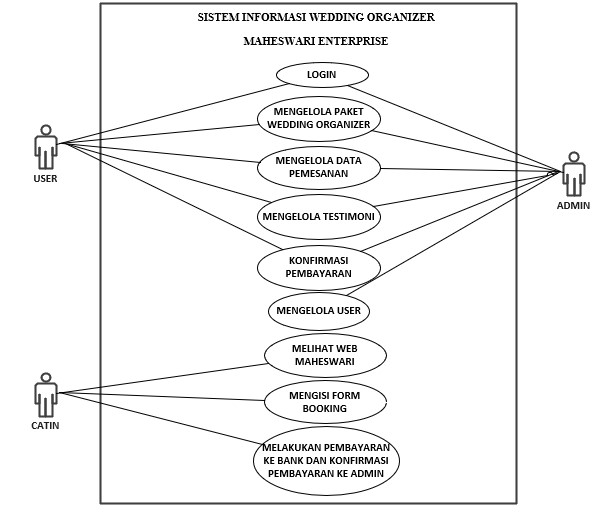 SISTEM INFORMASI WEDDING ORGANIZER
MAHESWARI ENTERPRISE
LOGIN
MENGELOLA PAKET
WEDDING ORGANIZER
MENGELOLA DATA
PEMESANAN
USER
ADMIN
MENGELOLA TESTIMONI
KONFIRMASI
PEMBAYARAN
MENGELOLA USER
MELIHAT WEB
MAHESWARI
MENGISI FORM
BOOKING
CATIN
MELAKUKAN PEMBAYARAN
KE BANK DAN KONFIRMASI
PEMBAYARAN KE ADMIN